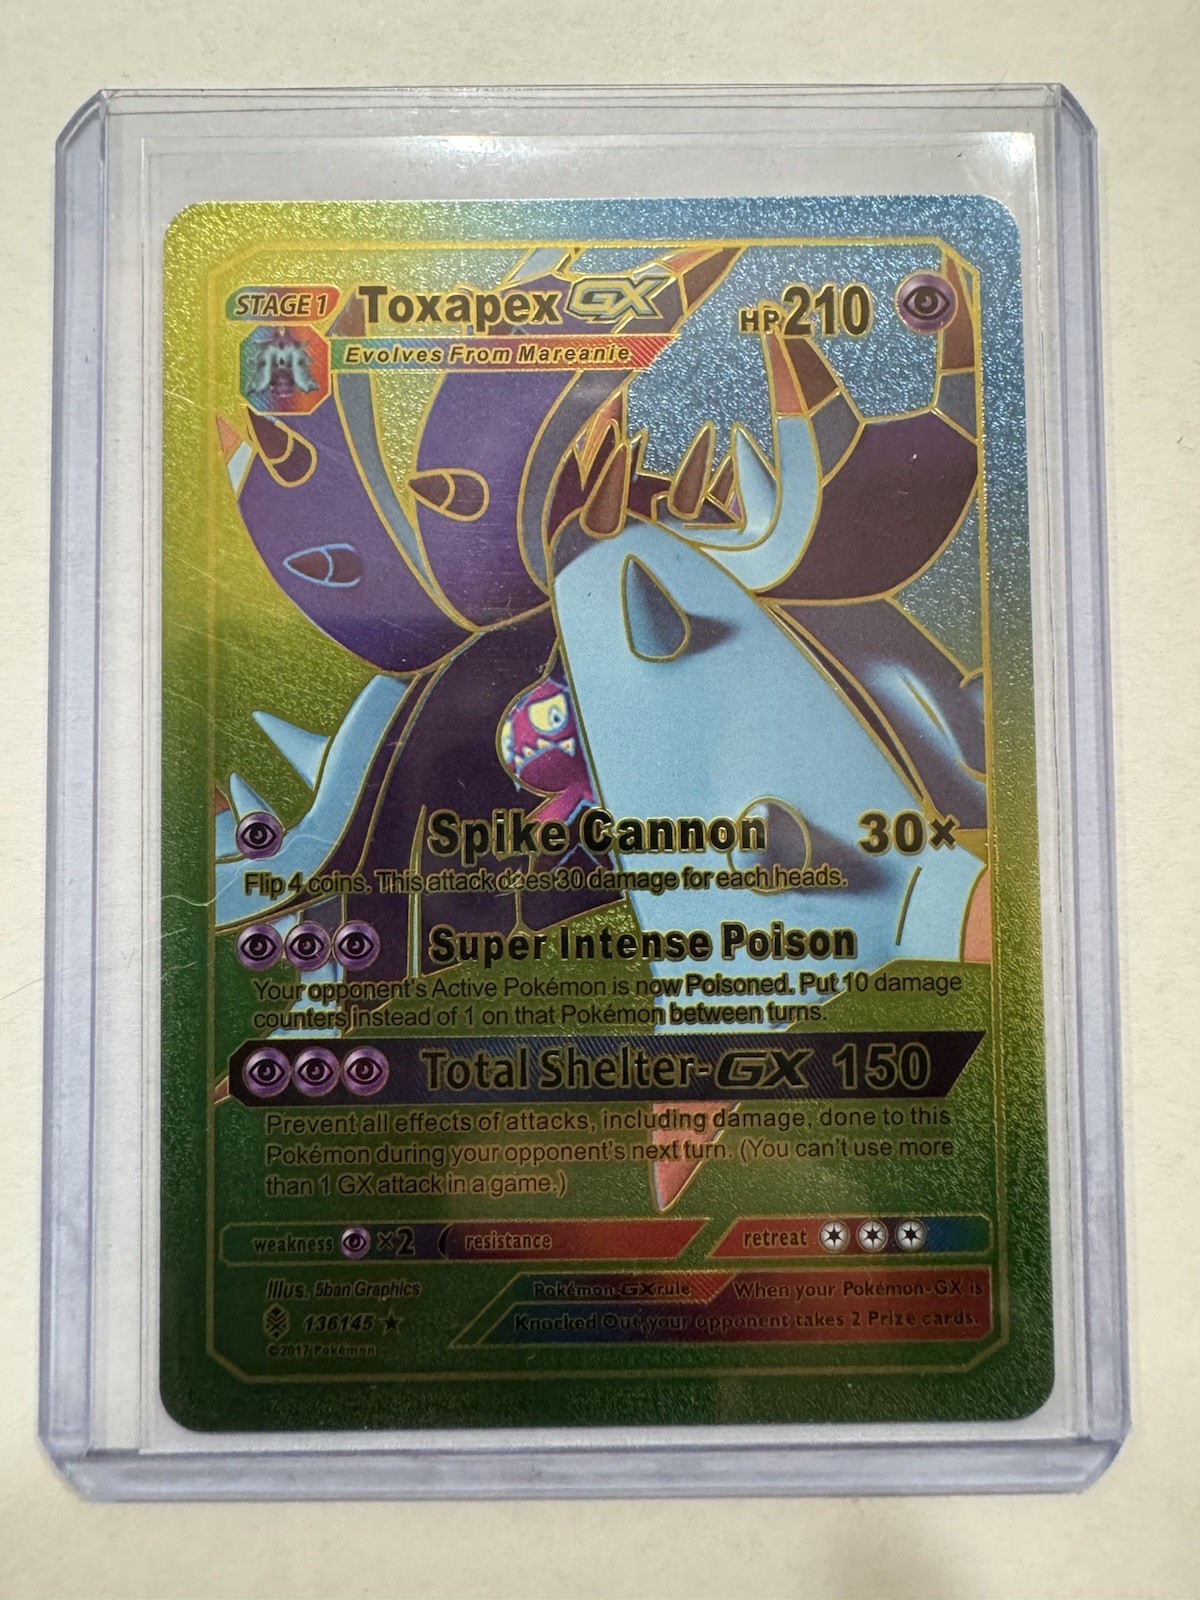 STAGE 1 Toxapex GX HP 210
Evolves From Mareanie
Spike Cannon 30×
Flip 4 coins. This attack does 30 damage for each heads.
Super Intense Poison
Your opponent's Active Pokémon is now Poisoned. Put 10 damage
counters instead of 1 on that Pokémon between turns.
Total Shelter-GX 150
Prevent all effects of attacks, including damage, done to this
Pokémon during your opponent's next turn. (You can't use more
than 1 GX attack in a game.)
weakness ×2 resistance retreat
Illus. 5ban Graphics
Pokémon-GX rule When your Pokémon-GX is
Knocked Out, your opponent takes 2 Prize cards.
136145 ★
©2017 Pokémon